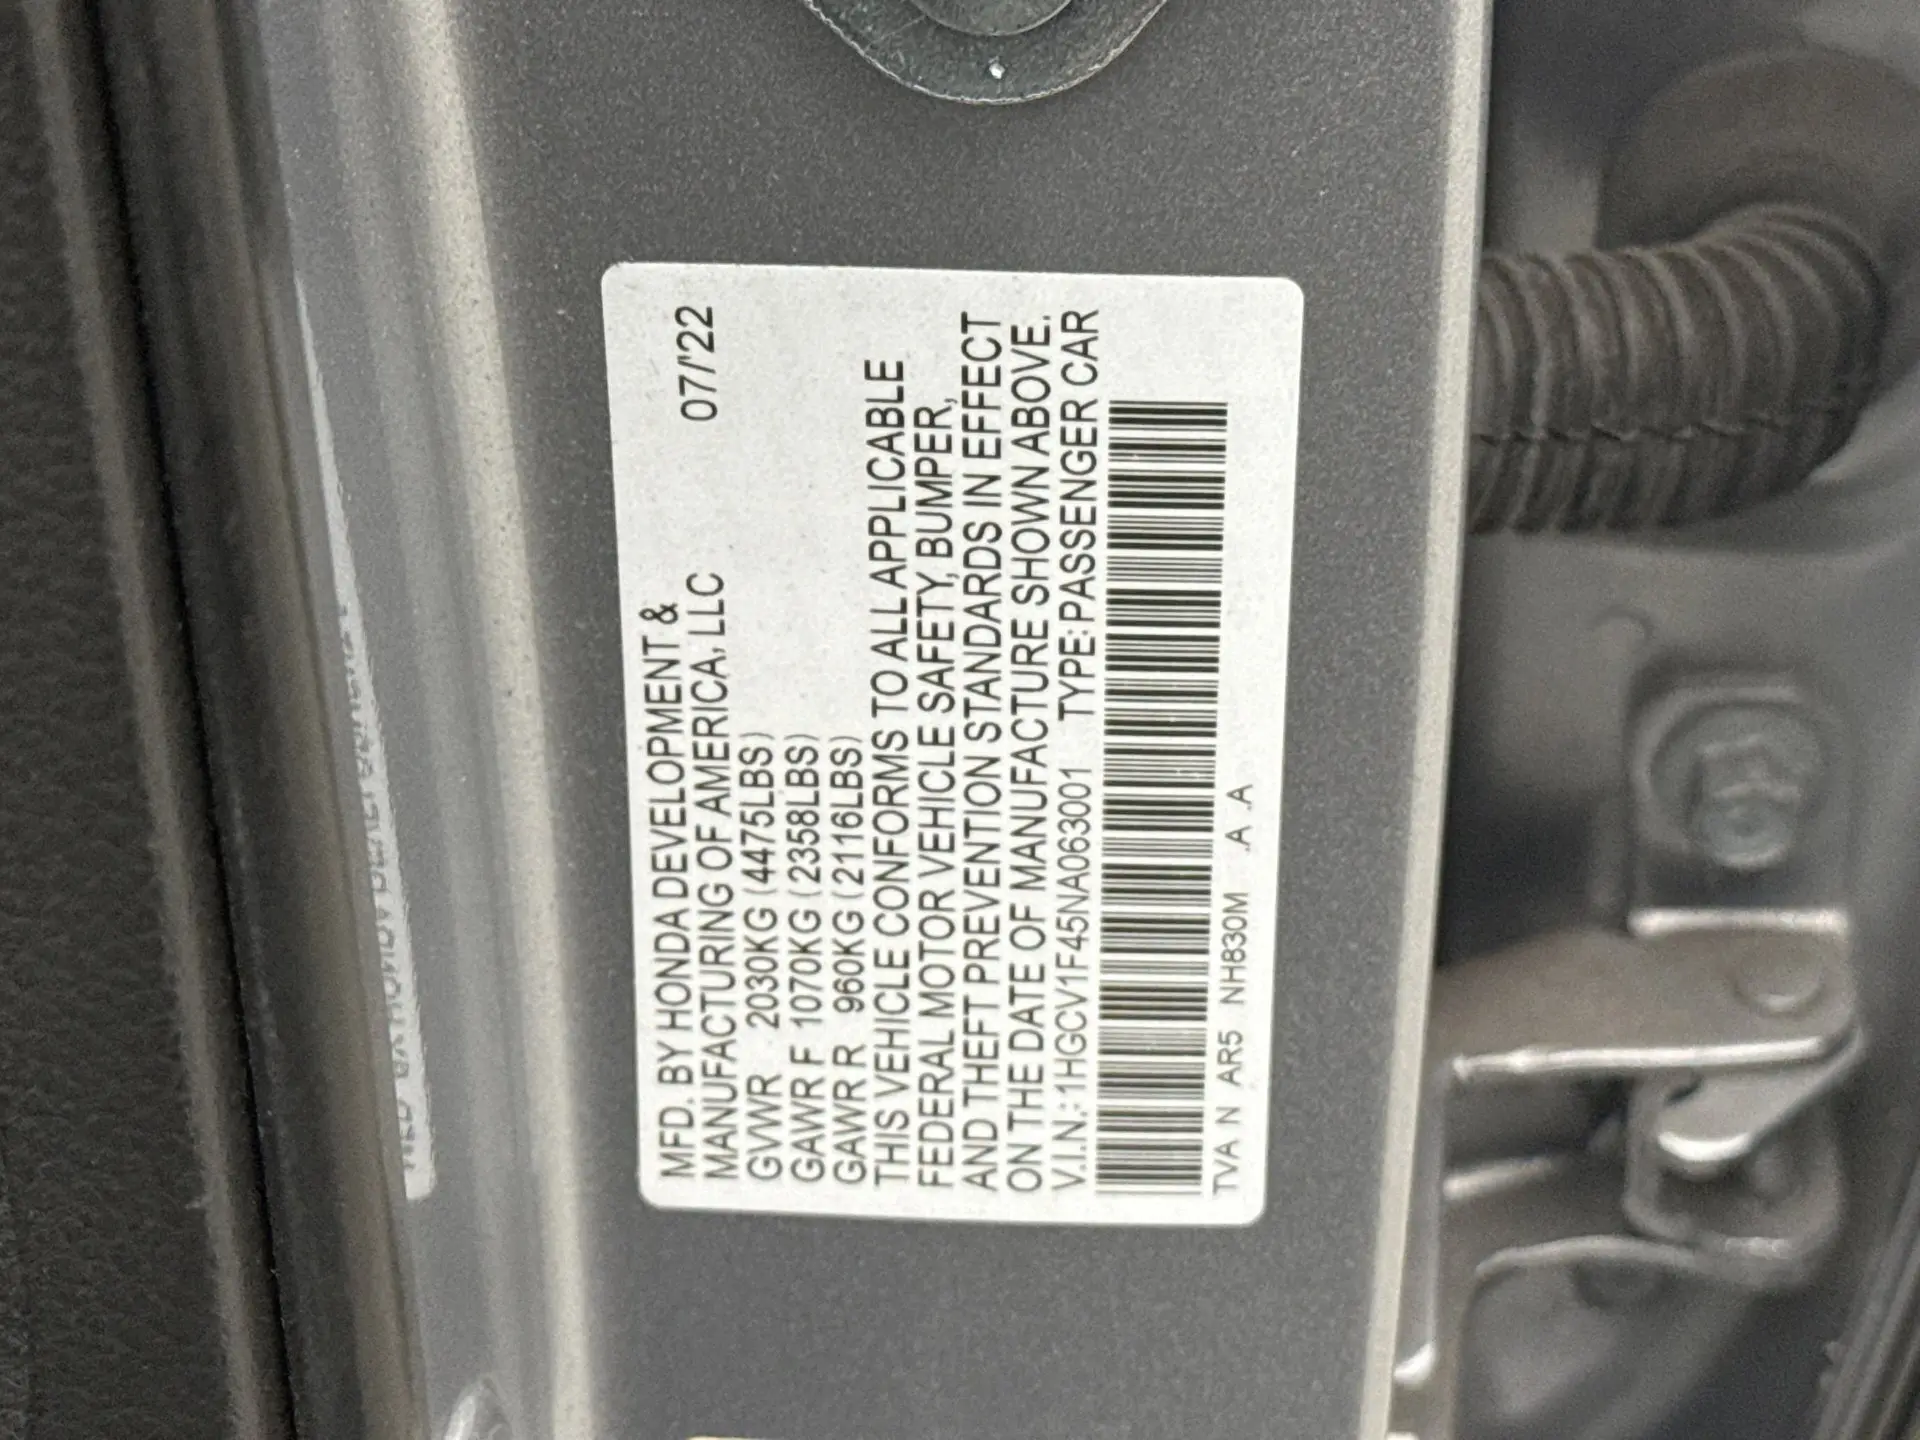 MFD. BY HONDA DEVELOPMENT &
MANUFACTURING OF AMERICA, LLC 07/'22
GVWR 2030KG (4475LBS)
GAWR F 1070KG (2358LBS)
GAWR R 960KG (2116LBS)
THIS VEHICLE CONFORMS TO ALL APPLICABLE
FEDERAL MOTOR VEHICLE SAFETY, BUMPER,
AND THEFT PREVENTION STANDARDS IN EFFECT
ON THE DATE OF MANUFACTURE SHOWN ABOVE.
V.I.N.: 1HGCV1F45NA063001 TYPE: PASSENGER CAR
TVA N AR5 NH830M .A .A